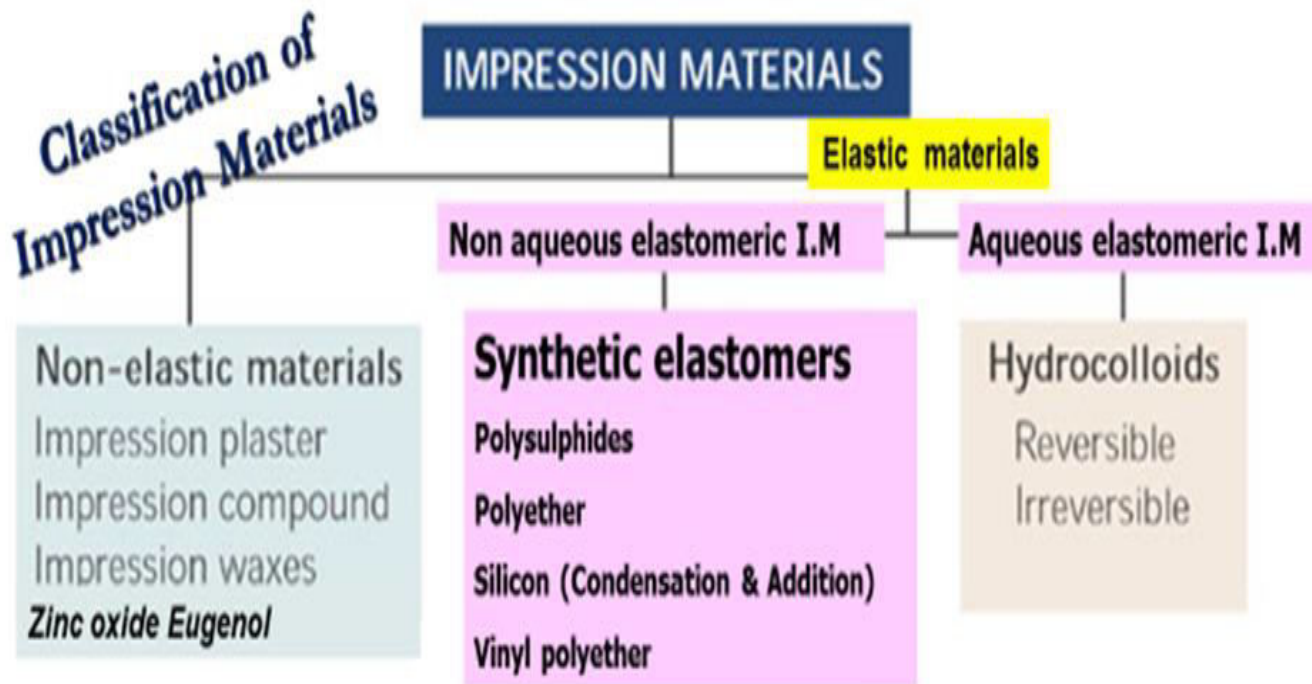 Classification of
Impression Materials
IMPRESSION MATERIALS
Elastic materials
Non aqueous elastomeric I.M
Aqueous elastomeric I.M
Non-elastic materials
Impression plaster
Impression compound
Impression waxes
Zinc oxide Eugenol
Synthetic elastomers
Polysulphides
Polyether
Silicon (Condensation & Addition)
Vinyl polyether
Hydrocolloids
Reversible
Irreversible